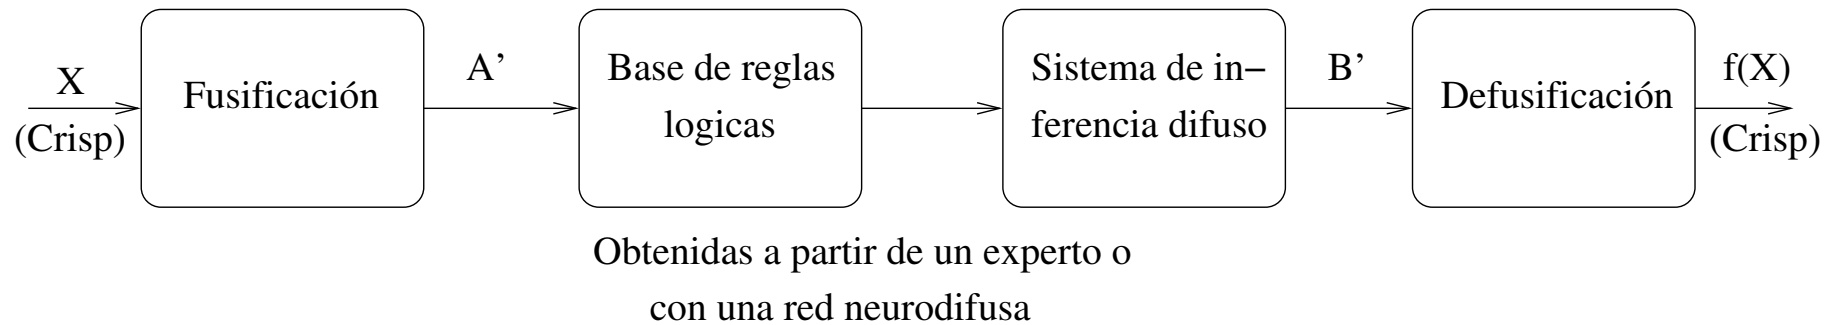 X
(Crisp)
Fusificación
A’
Base de reglas
logicas
Sistema de in–
ferencia difuso
B’
Defusificación
f(X)
(Crisp)
Obtenidas a partir de un experto o
con una red neurodifusa